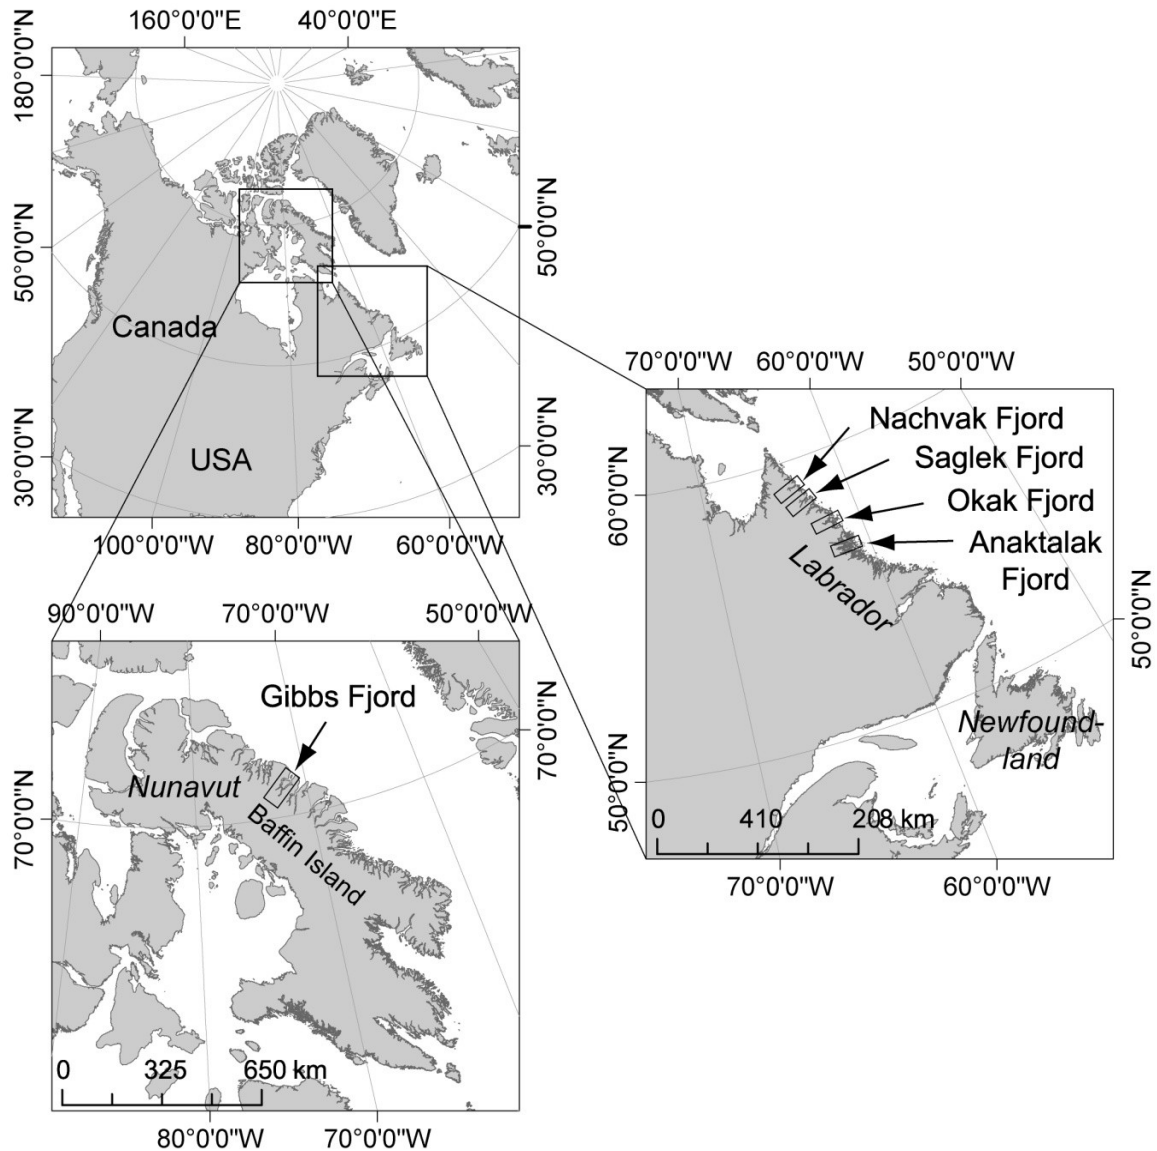 160°0'0"E
40°0'0"E
180°0'0"N
50°0'0"N
30°0'0"N
50°0'0"N
30°0'0"N
Canada
USA
100°0'0"W
80°0'0"W
60°0'0"W
90°0'0"W
70°0'0"W
50°0'0"W
70°0'0"N
70°0'0"N
Gibbs Fjord
Nunavut
Baffin Island
0 325 650 km
80°0'0"W
70°0'0"W
70°0'0"W
60°0'0"W
50°0'0"W
60°0'0"N
50°0'0"N
50°0'0"N
Nachvak Fjord
Saglek Fjord
Okak Fjord
Anaktalak
Fjord
Labrador
Newfound-
land
0 410 208 km
70°0'0"W
60°0'0"W